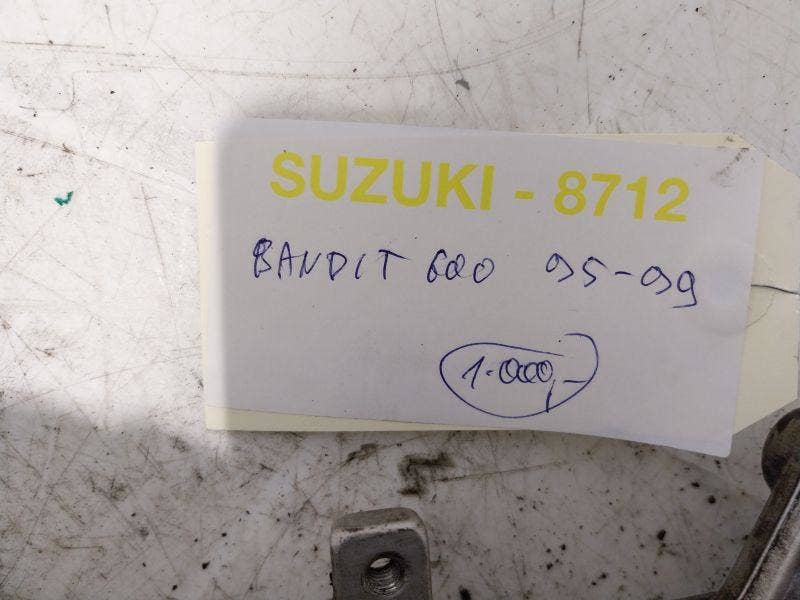 SUZUKI - 8712
BANDIT 600 95-99
1.000,-